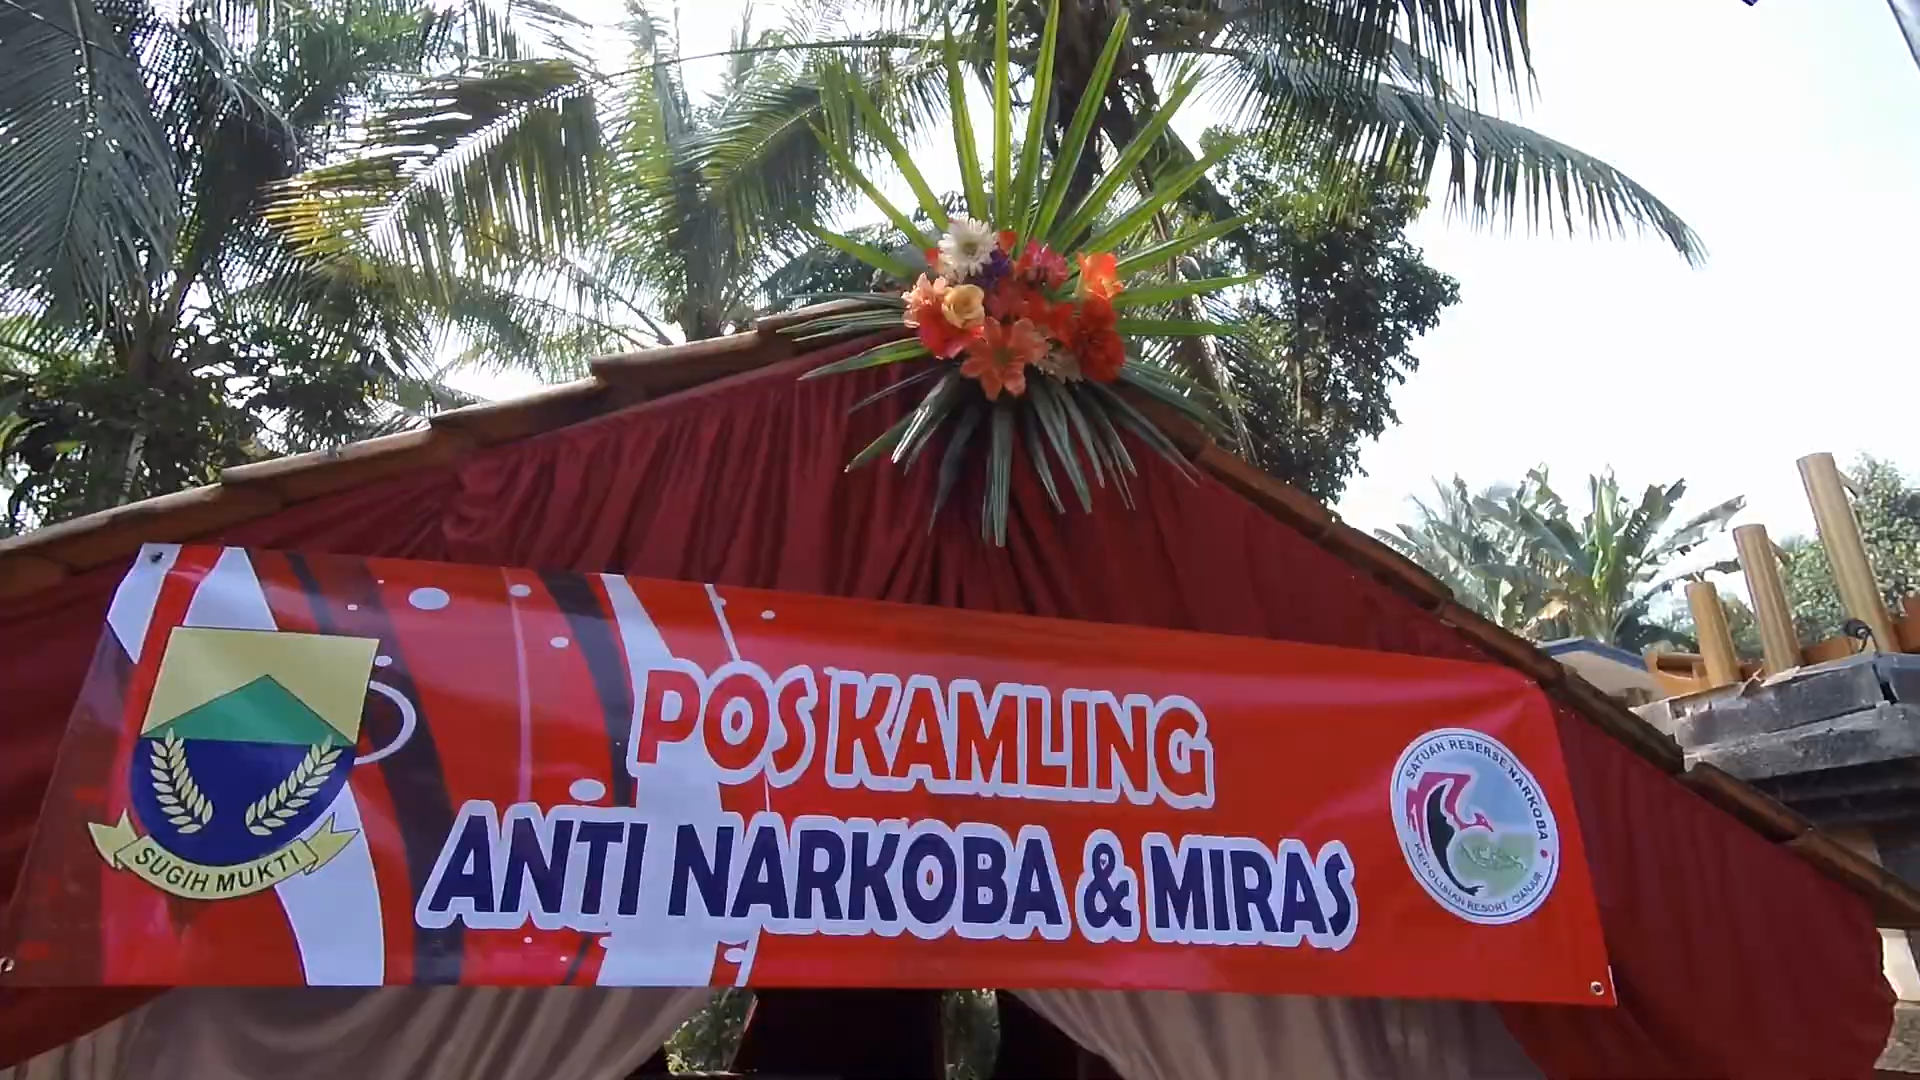 POS KAMLING
ANTI NARKOBA & MIRAS
SUGIH MUKTI
SATUAN RESERSE NARKOBA
KEPOLISIAN RESORT CIANJUR